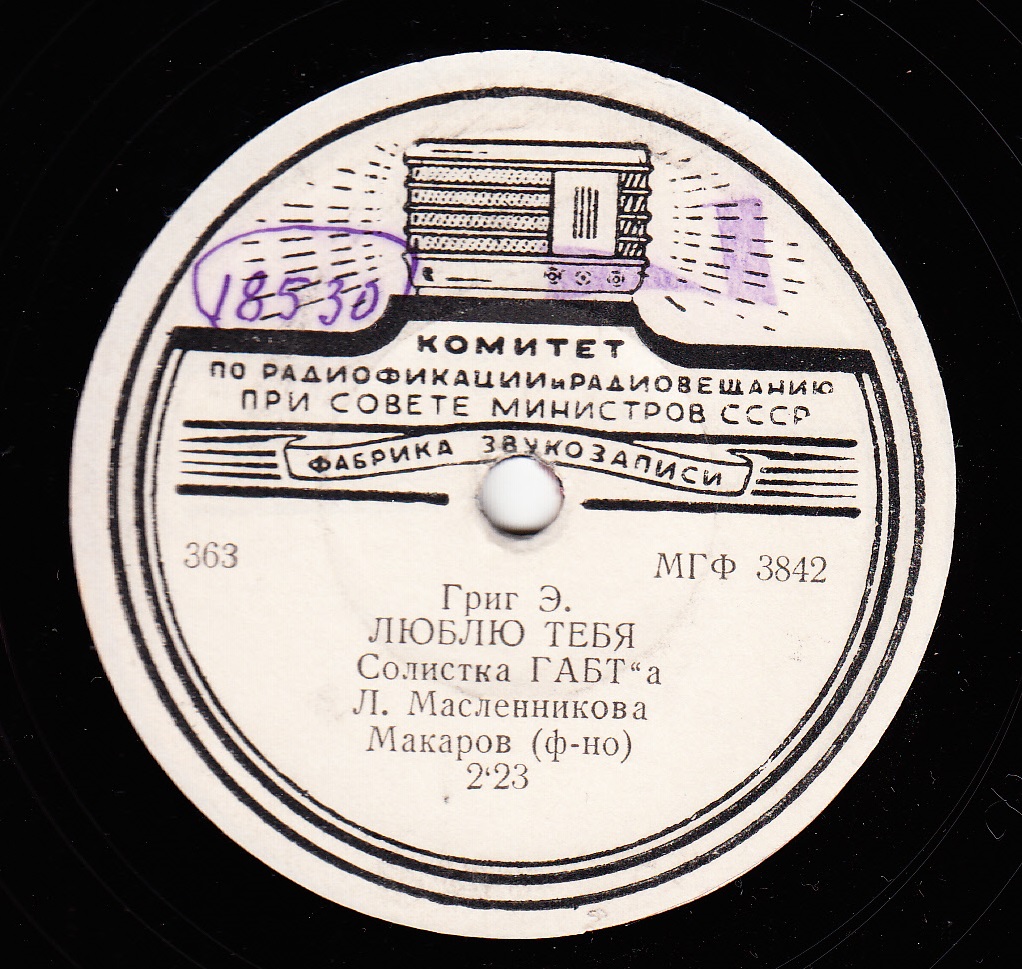 18530
КОМИТЕТ
ПО РАДИОФИКАЦИИ и РАДИОВЕЩАНИЮ
ПРИ СОВЕТЕ МИНИСТРОВ СССР
ФАБРИКА ЗВУКОЗАПИСИ
363 МГФ 3842
Григ Э.
ЛЮБЛЮ ТЕБЯ
Солистка ГАБТ“а
Л. Масленникова
Макаров (ф-но)
2‘23